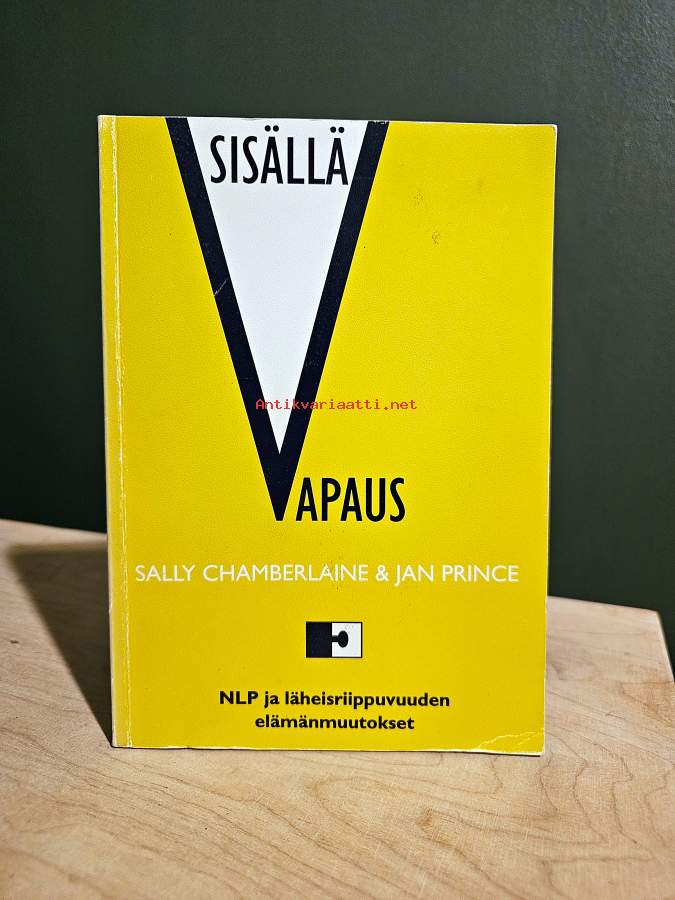 SISÄLLÄ
Antikvariaatti.net
VAPAUS
SALLY CHAMBERLAINE & JAN PRINCE
NLP ja läheisriippuvuuden
elämänmuutokset